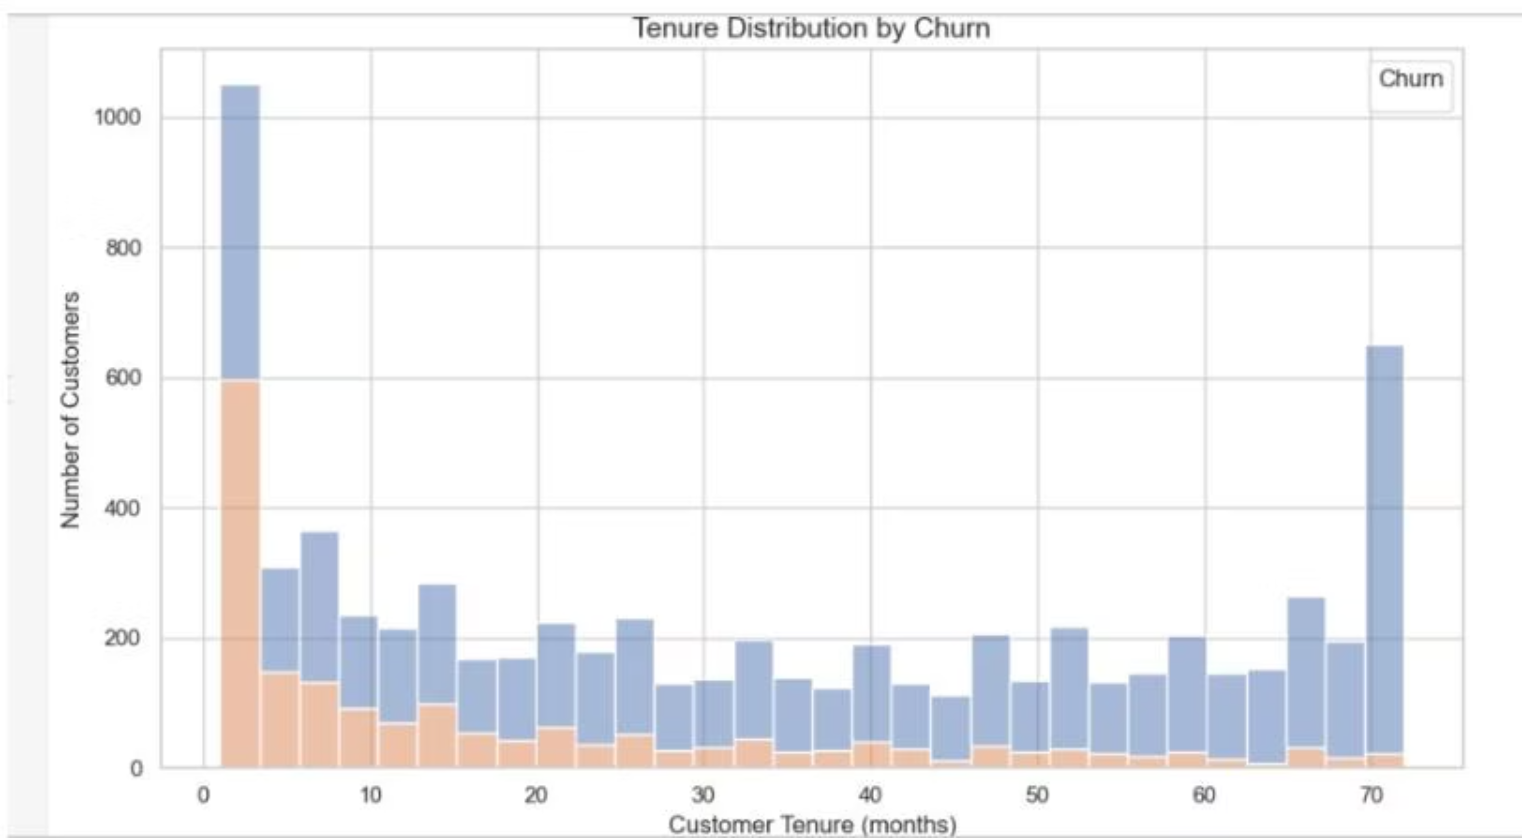 Tenure Distribution by Churn
Churn
1000
800
600
400
200
0
Number of Customers
0 10 20 30 40 50 60 70
Customer Tenure (months)